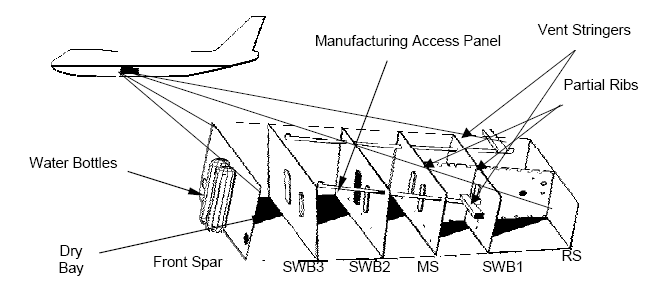 Vent Stringers
Manufacturing Access Panel
Partial Ribs
Water Bottles
Dry
Bay
Front Spar
SWB3
SWB2
MS
SWB1
RS